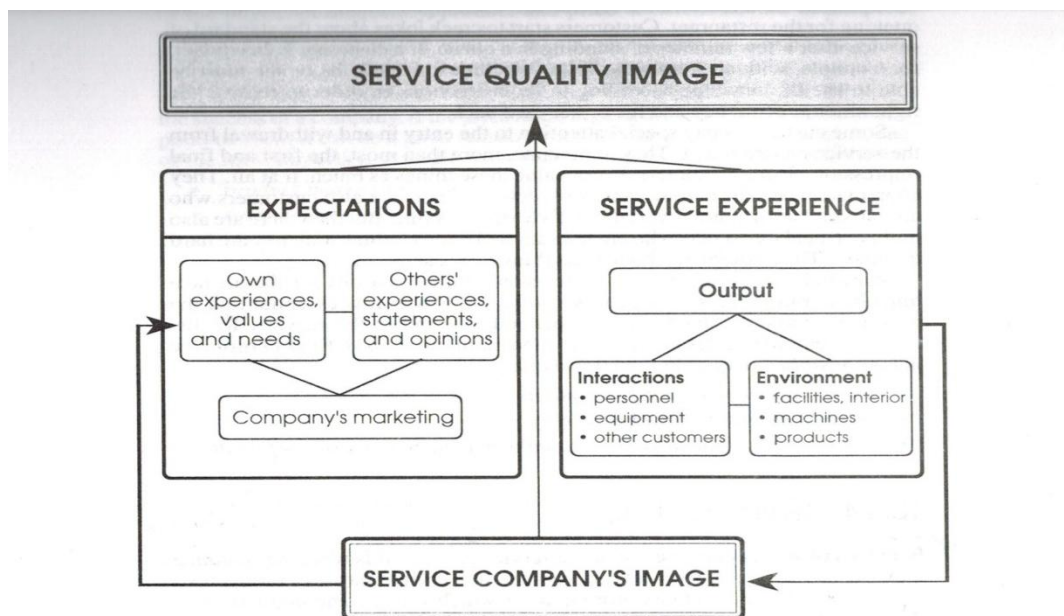 SERVICE QUALITY IMAGE
EXPECTATIONS
Own
experiences,
values
and needs
Others'
experiences,
statements,
and opinions
Company's marketing
SERVICE EXPERIENCE
Output
Interactions
• personnel
• equipment
• other customers
Environment
• facilities, interior
• machines
• products
SERVICE COMPANY'S IMAGE